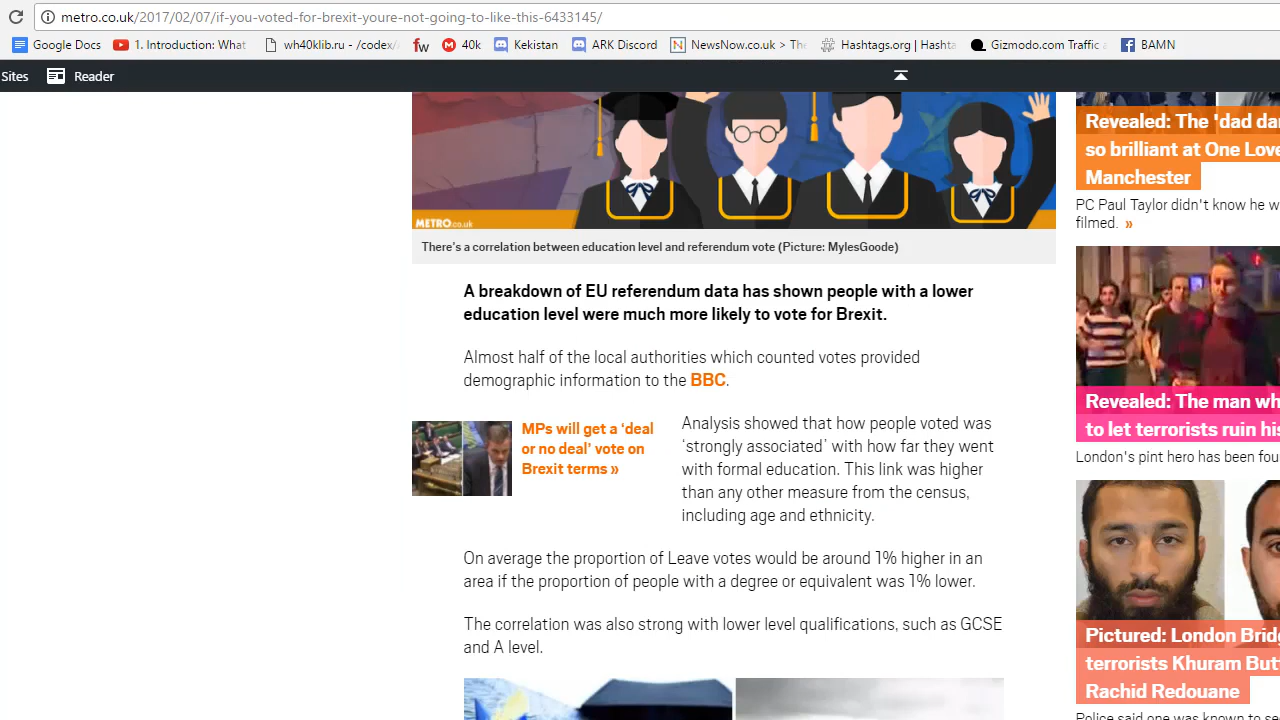 metro.co.uk/2017/02/07/if-you-voted-for-brexit-youre-not-going-to-like-this-6433145/
Google Docs 1. Introduction: What wh40klib.ru - /codex/ fw 40k Kekistan ARK Discord NewsNow.co.uk > The Hashtags.org | Hashta Gizmodo.com Traffic a BAMN
Sites Reader
METRO.co.uk
There's a correlation between education level and referendum vote (Picture: MylesGoode)
A breakdown of EU referendum data has shown people with a lower
education level were much more likely to vote for Brexit.
Almost half of the local authorities which counted votes provided
demographic information to the BBC.
MPs will get a ‘deal
or no deal’ vote on
Brexit terms »
Analysis showed that how people voted was
‘strongly associated’ with how far they went
with formal education. This link was higher
than any other measure from the census,
including age and ethnicity.
On average the proportion of Leave votes would be around 1% higher in an
area if the proportion of people with a degree or equivalent was 1% lower.
The correlation was also strong with lower level qualifications, such as GCSE
and A level.
Revealed: The 'dad dan
so brilliant at One Love
Manchester
PC Paul Taylor didn't know he w
filmed. »
Revealed: The man wh
to let terrorists ruin his
London's pint hero has been fou
Pictured: London Bridg
terrorists Khuram But
Rachid Redouane
Police said one was known to se